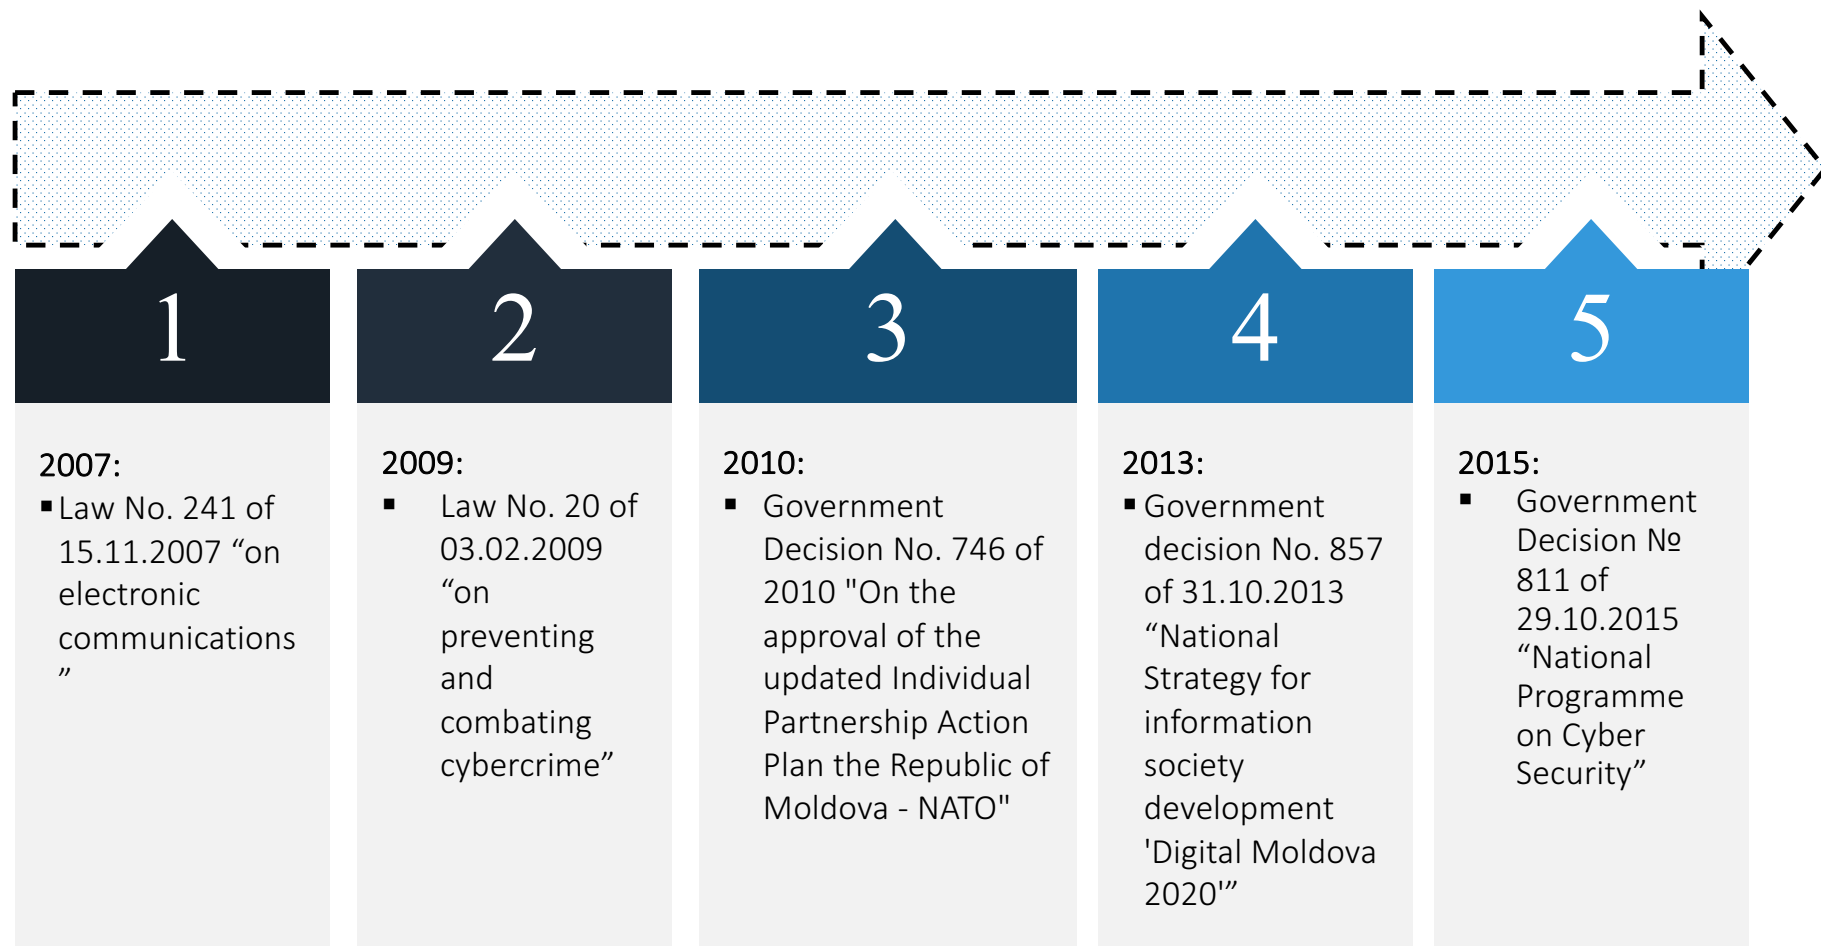 1
2007:
▪Law No. 241 of
15.11.2007 “on
electronic
communications
”
2
2009:
▪ Law No. 20 of
03.02.2009
“on
preventing
and
combating
cybercrime”
3
2010:
▪ Government
Decision No. 746 of
2010 "On the
approval of the
updated Individual
Partnership Action
Plan the Republic of
Moldova - NATO"
4
2013:
▪Government
decision No. 857
of 31.10.2013
“National
Strategy for
information
society
development
'Digital Moldova
2020'”
5
2015:
▪ Government
Decision №
811 of
29.10.2015
“National
Programme
on Cyber
Security”